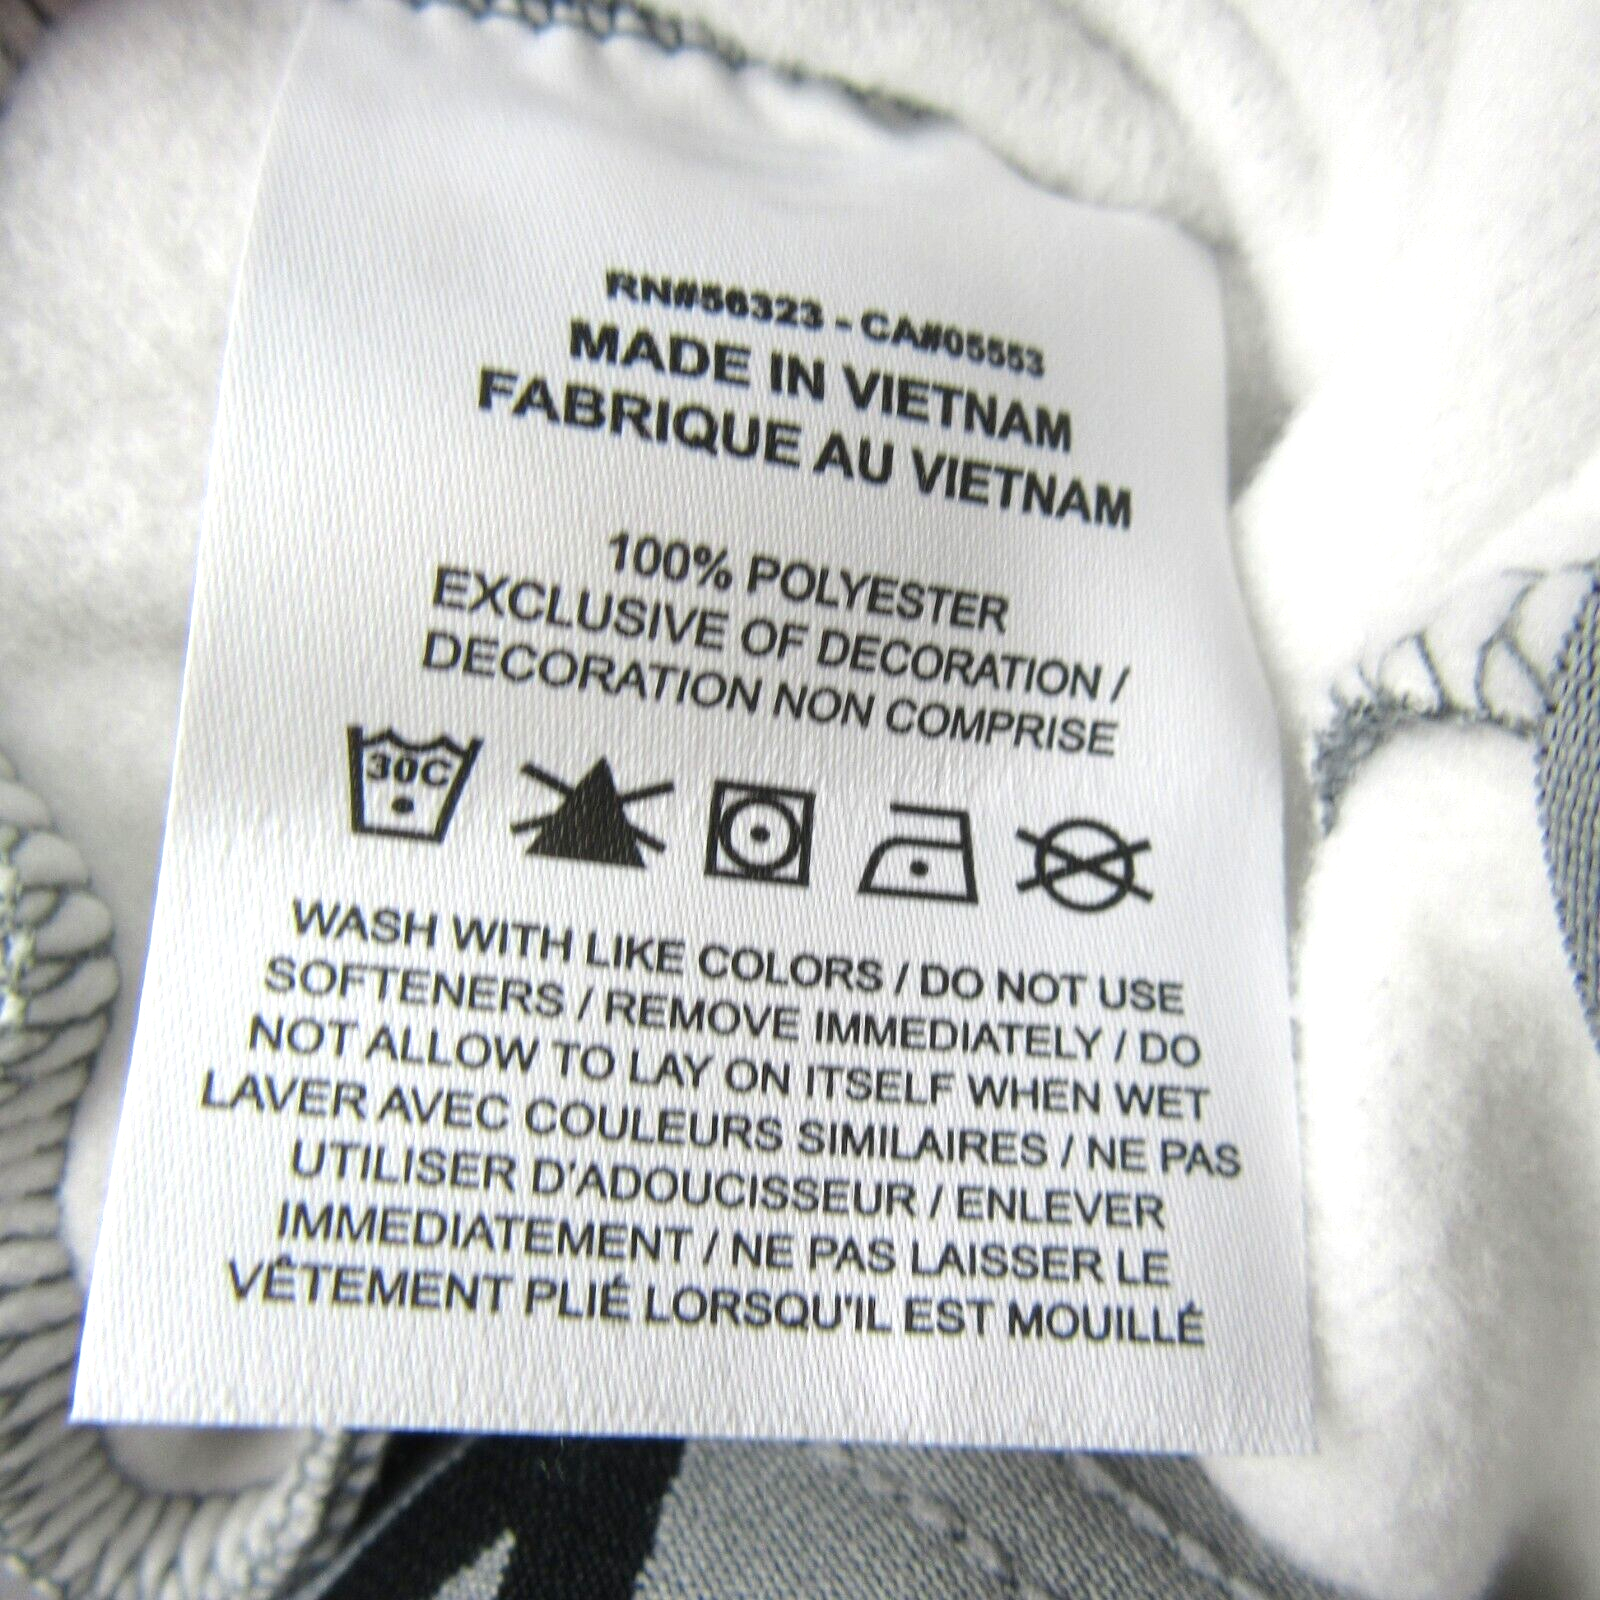 RN#56323 - CA#05553
MADE IN VIETNAM
FABRIQUE AU VIETNAM
100% POLYESTER
EXCLUSIVE OF DECORATION /
DECORATION NON COMPRISE
30C
WASH WITH LIKE COLORS / DO NOT USE
SOFTENERS / REMOVE IMMEDIATELY / DO
NOT ALLOW TO LAY ON ITSELF WHEN WET
LAVER AVEC COULEURS SIMILAIRES / NE PAS
UTILISER D'ADOUCISSEUR / ENLEVER
IMMEDIATEMENT / NE PAS LAISSER LE
VÊTEMENT PLIÉ LORSQU'IL EST MOUILLÉ